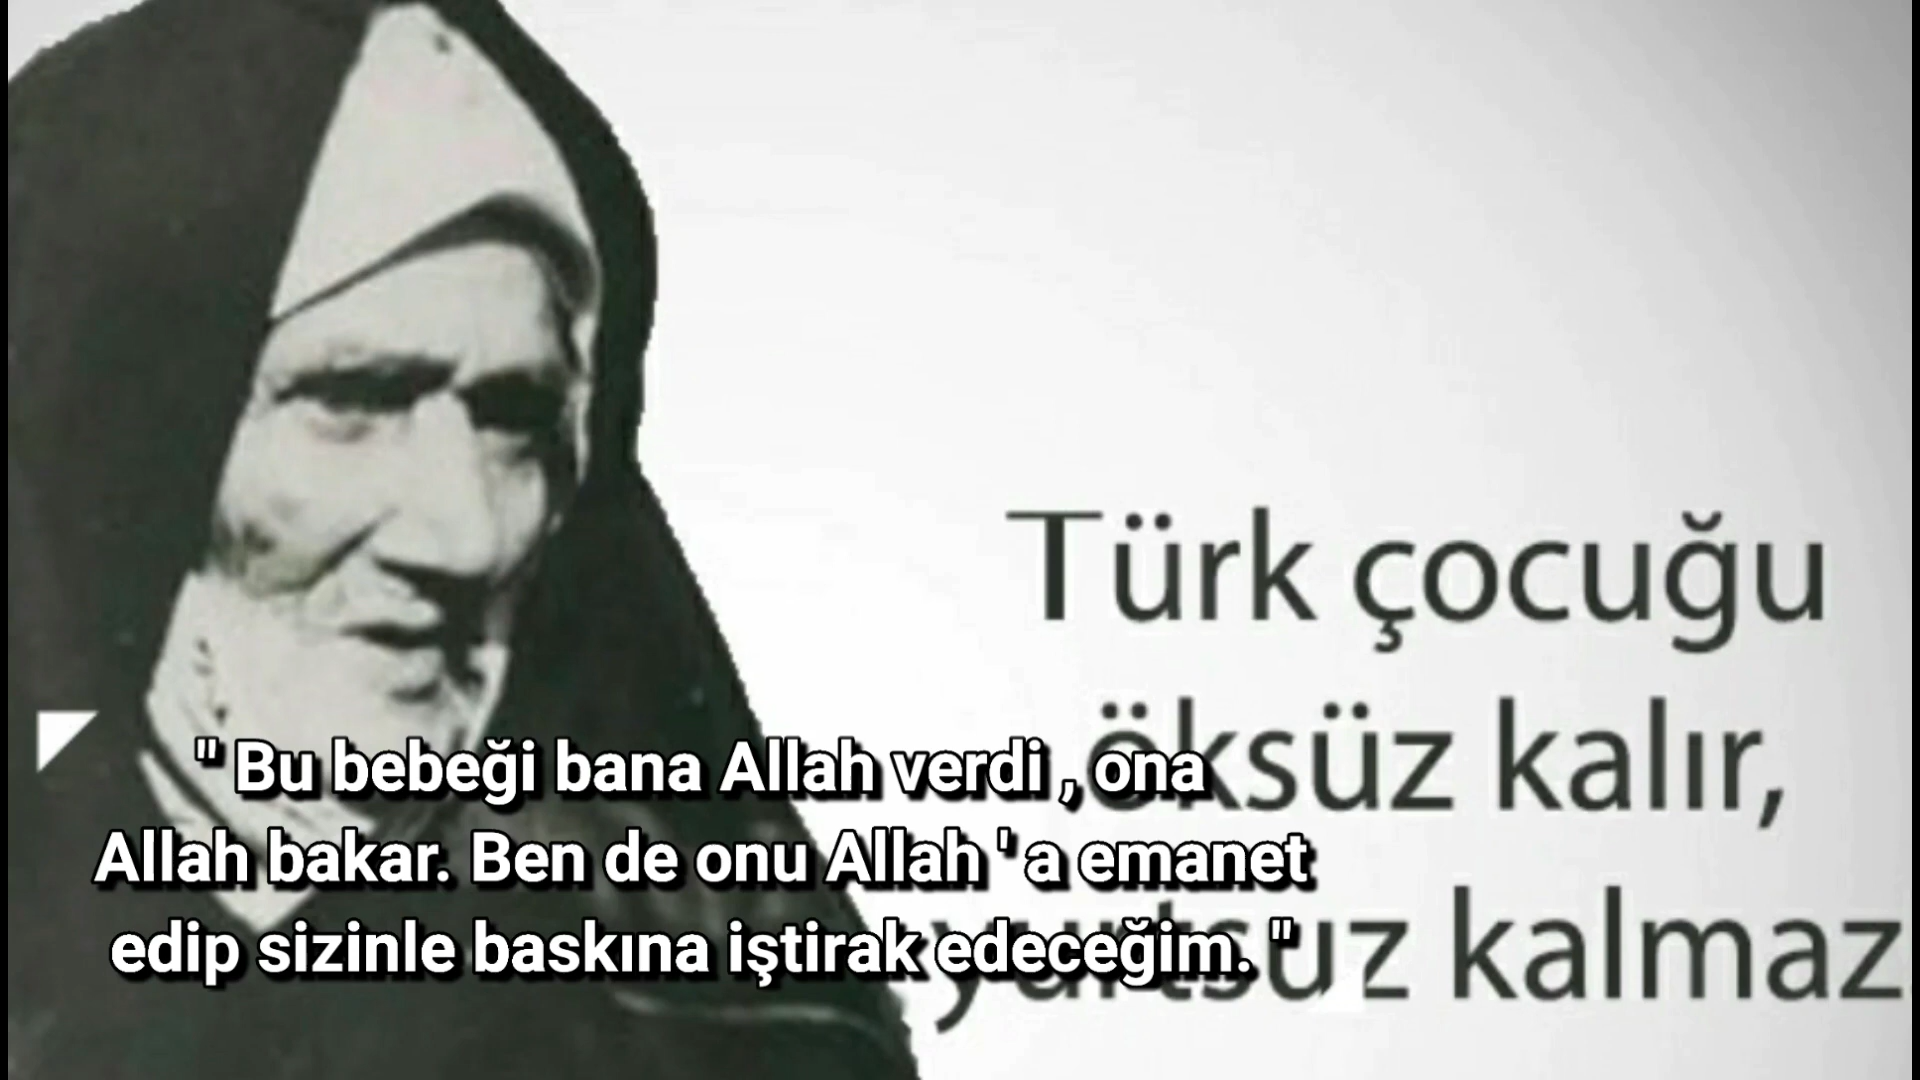 Türk çocuğu
öksüz kalır,
yurtsuz kalmaz
" Bu bebeği bana Allah verdi , ona
Allah bakar. Ben de onu Allah ' a emanet
edip sizinle baskına iştirak edeceğim. "